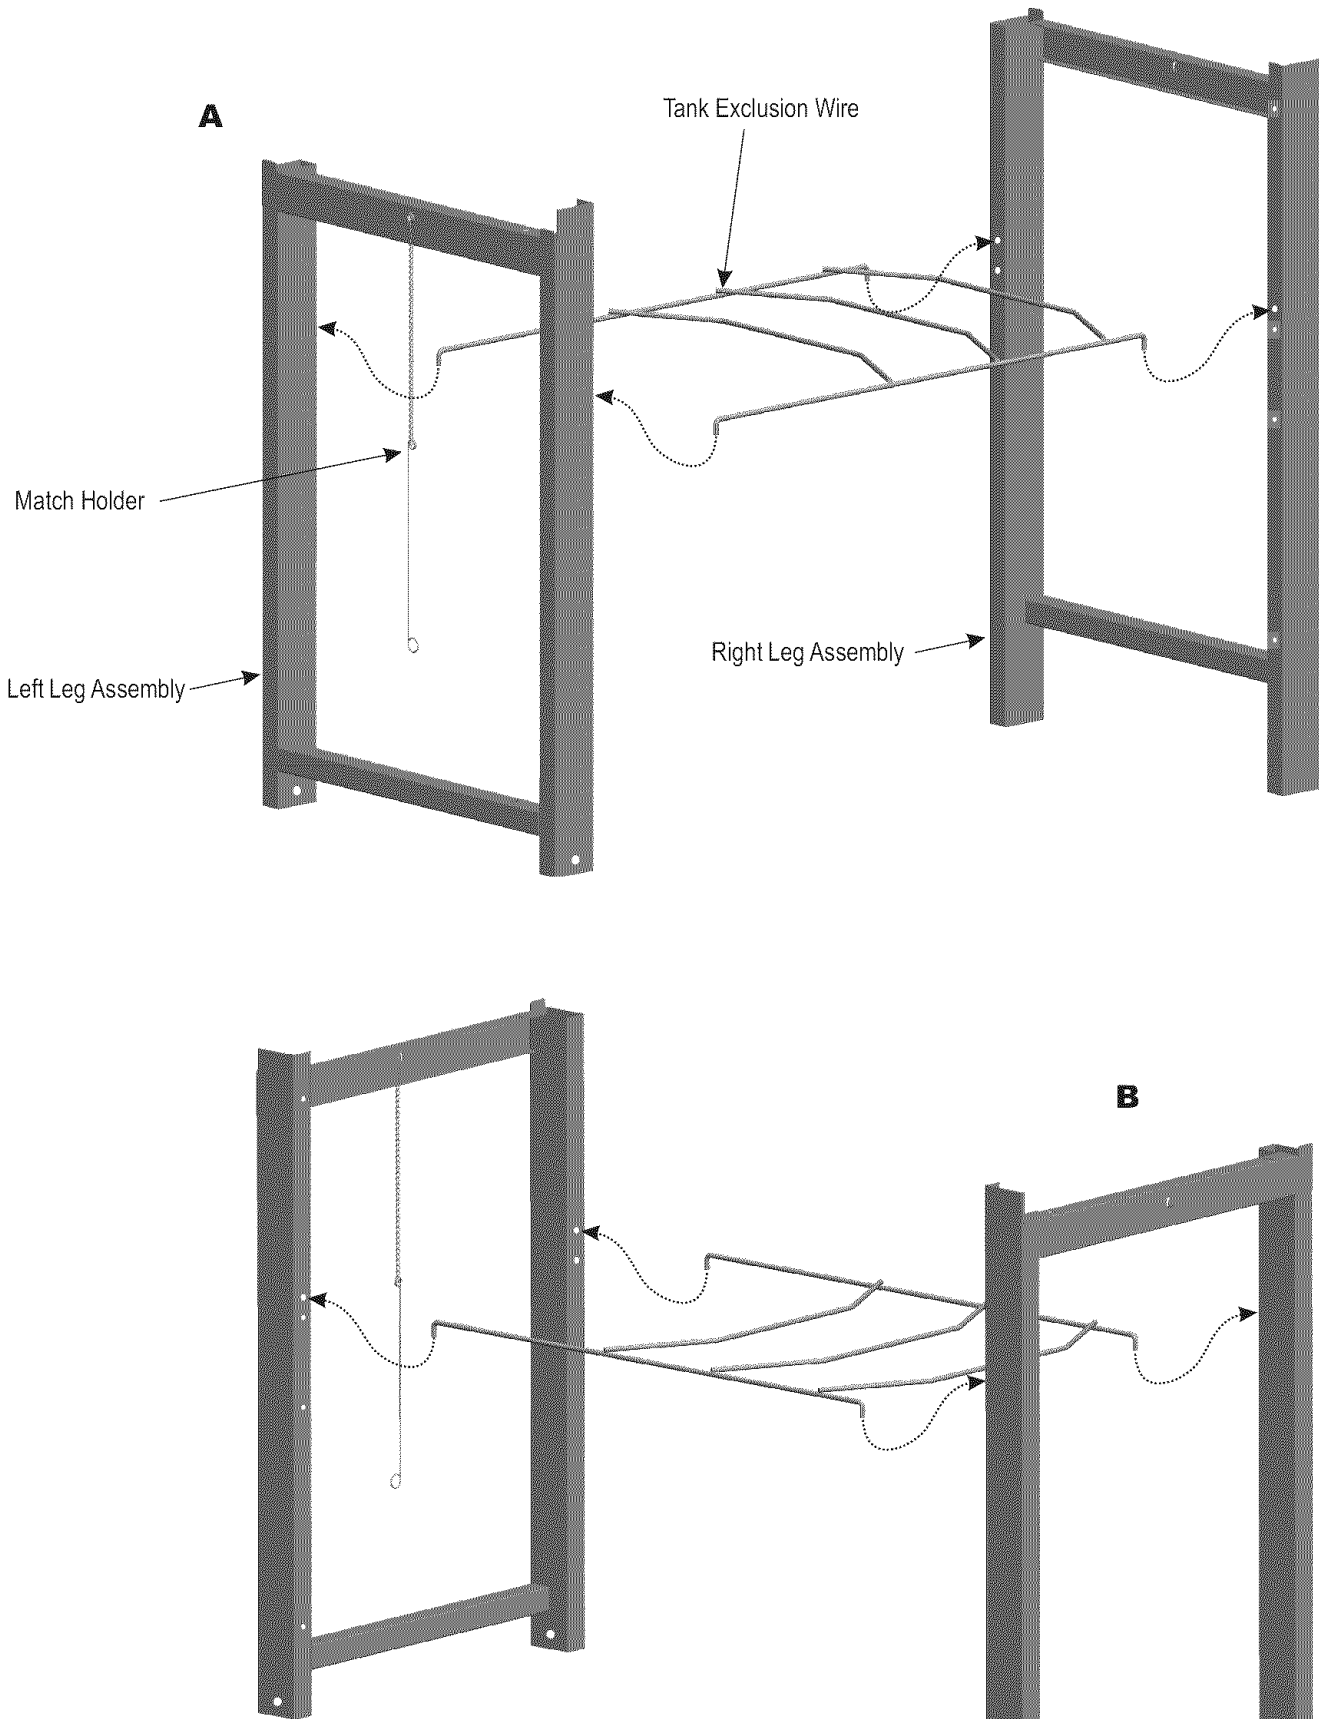 A
Tank Exclusion Wire
Match Holder
Right Leg Assembly
Left Leg Assembly
B